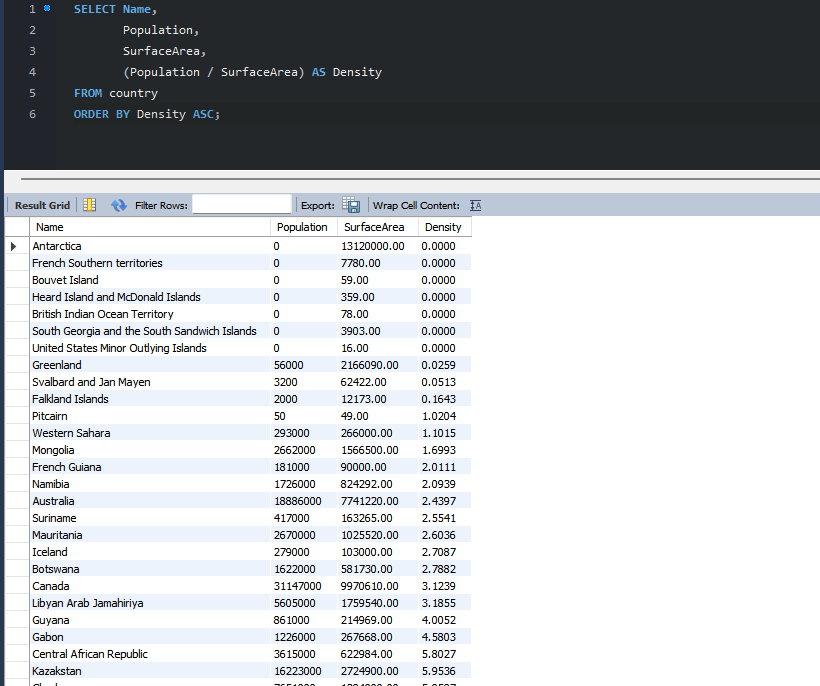 1 SELECT Name,
2 Population,
3 SurfaceArea,
4 (Population / SurfaceArea) AS Density
5 FROM country
6 ORDER BY Density ASC;
Result Grid Filter Rows: Export: Wrap Cell Content:
Name Population SurfaceArea Density
Antarctica 0 13120000.00 0.0000
French Southern territories 0 7780.00 0.0000
Bouvet Island 0 59.00 0.0000
Heard Island and McDonald Islands 0 359.00 0.0000
British Indian Ocean Territory 0 78.00 0.0000
South Georgia and the South Sandwich Islands 0 3903.00 0.0000
United States Minor Outlying Islands 0 16.00 0.0000
Greenland 56000 2166090.00 0.0259
Svalbard and Jan Mayen 3200 62422.00 0.0513
Falkland Islands 2000 12173.00 0.1643
Pitcairn 50 49.00 1.0204
Western Sahara 293000 266000.00 1.1015
Mongolia 2662000 1566500.00 1.6993
French Guiana 181000 90000.00 2.0111
Namibia 1726000 824292.00 2.0939
Australia 18886000 7741220.00 2.4397
Suriname 417000 163265.00 2.5541
Mauritania 2670000 1025520.00 2.6036
Iceland 279000 103000.00 2.7087
Botswana 1622000 581730.00 2.7882
Canada 31147000 9970610.00 3.1239
Libyan Arab Jamahiriya 5605000 1759540.00 3.1855
Guyana 861000 214969.00 4.0052
Gabon 1226000 267668.00 4.5803
Central African Republic 3615000 622984.00 5.8027
Kazakstan 16223000 2724900.00 5.9536